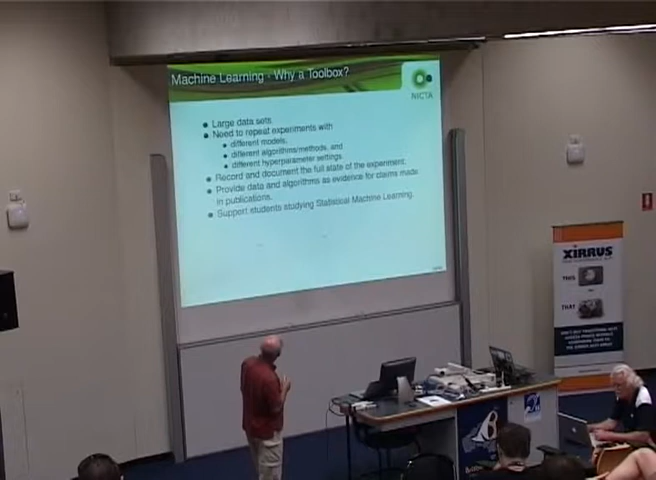 Machine Learning - Why a Toolbox?
NICTA
Large data sets
Need to repeat experiments with
different models,
different algorithms/methods, and
different hyperparameter settings.
Record and document the full state of the experiment.
Provide data and algorithms as evidence for claims made
in publications.
Support students studying Statistical Machine Learning.
XIRRUS
THIS
THAT